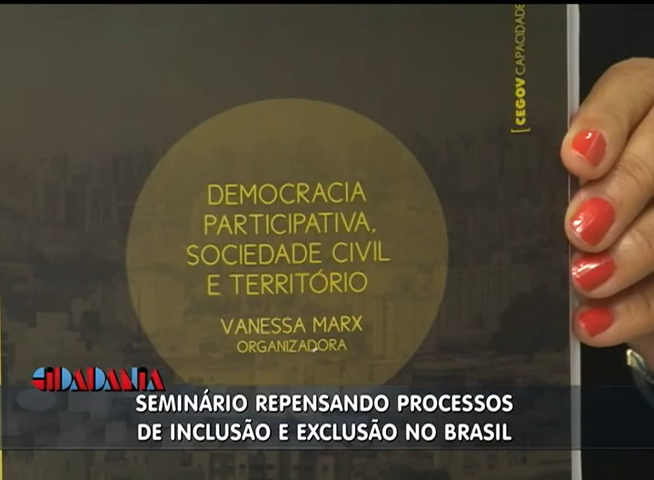 [CEGOV CAPACIDADE
DEMOCRACIA
PARTICIPATIVA,
SOCIEDADE CIVIL
E TERRITÓRIO
VANESSA MARX
ORGANIZADORA
CIDADANIA
SEMINÁRIO REPENSANDO PROCESSOS
DE INCLUSÃO E EXCLUSÃO NO BRASIL